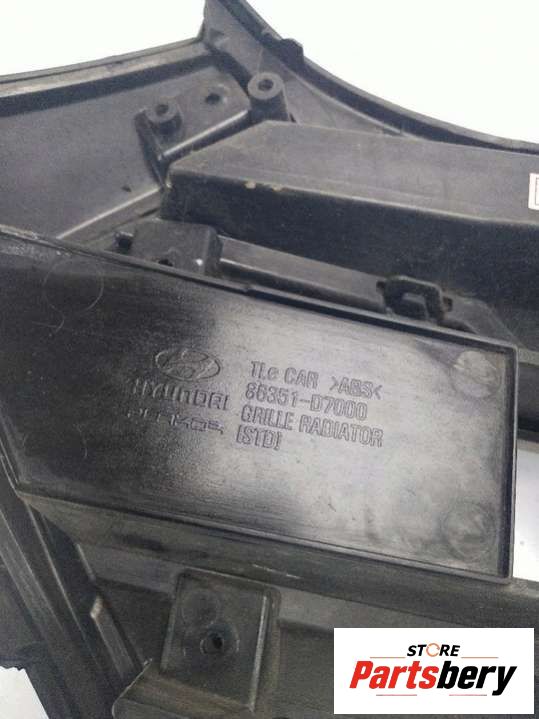 TLe CAR >ABS<
HYUNDAI 86351-D7000
GRILLE RADIATOR
[STD]
STORE
Partsbery